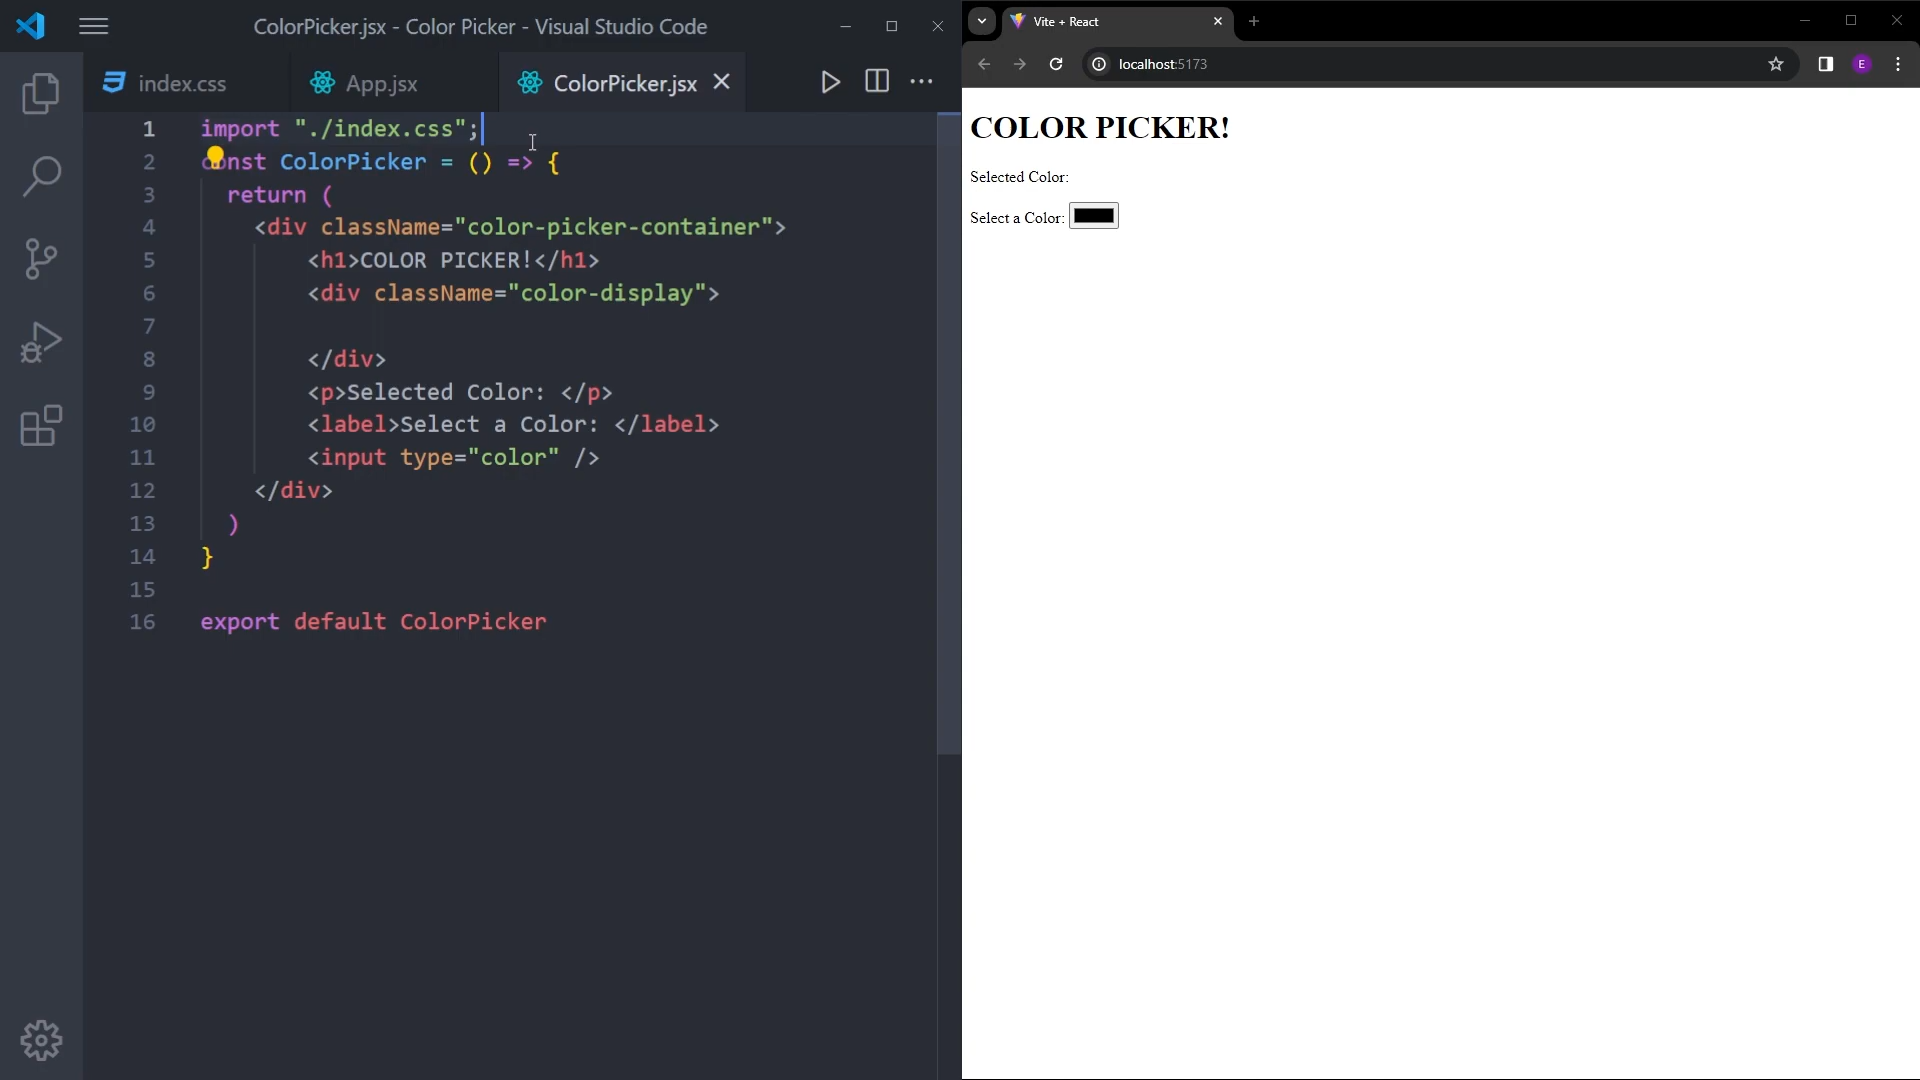 ColorPicker.jsx - Color Picker - Visual Studio Code
index.css
App.jsx
ColorPicker.jsx
1 import "./index.css";
2 const ColorPicker = () => {
3 return (
4 <div className="color-picker-container">
5 <h1>COLOR PICKER!</h1>
6 <div className="color-display">
7
8 </div>
9 <p>Selected Color: </p>
10 <label>Select a Color: </label>
11 <input type="color" />
12 </div>
13 )
14 }
15
16 export default ColorPicker
Vite + React
localhost:5173
E
COLOR PICKER!
Selected Color:
Select a Color: